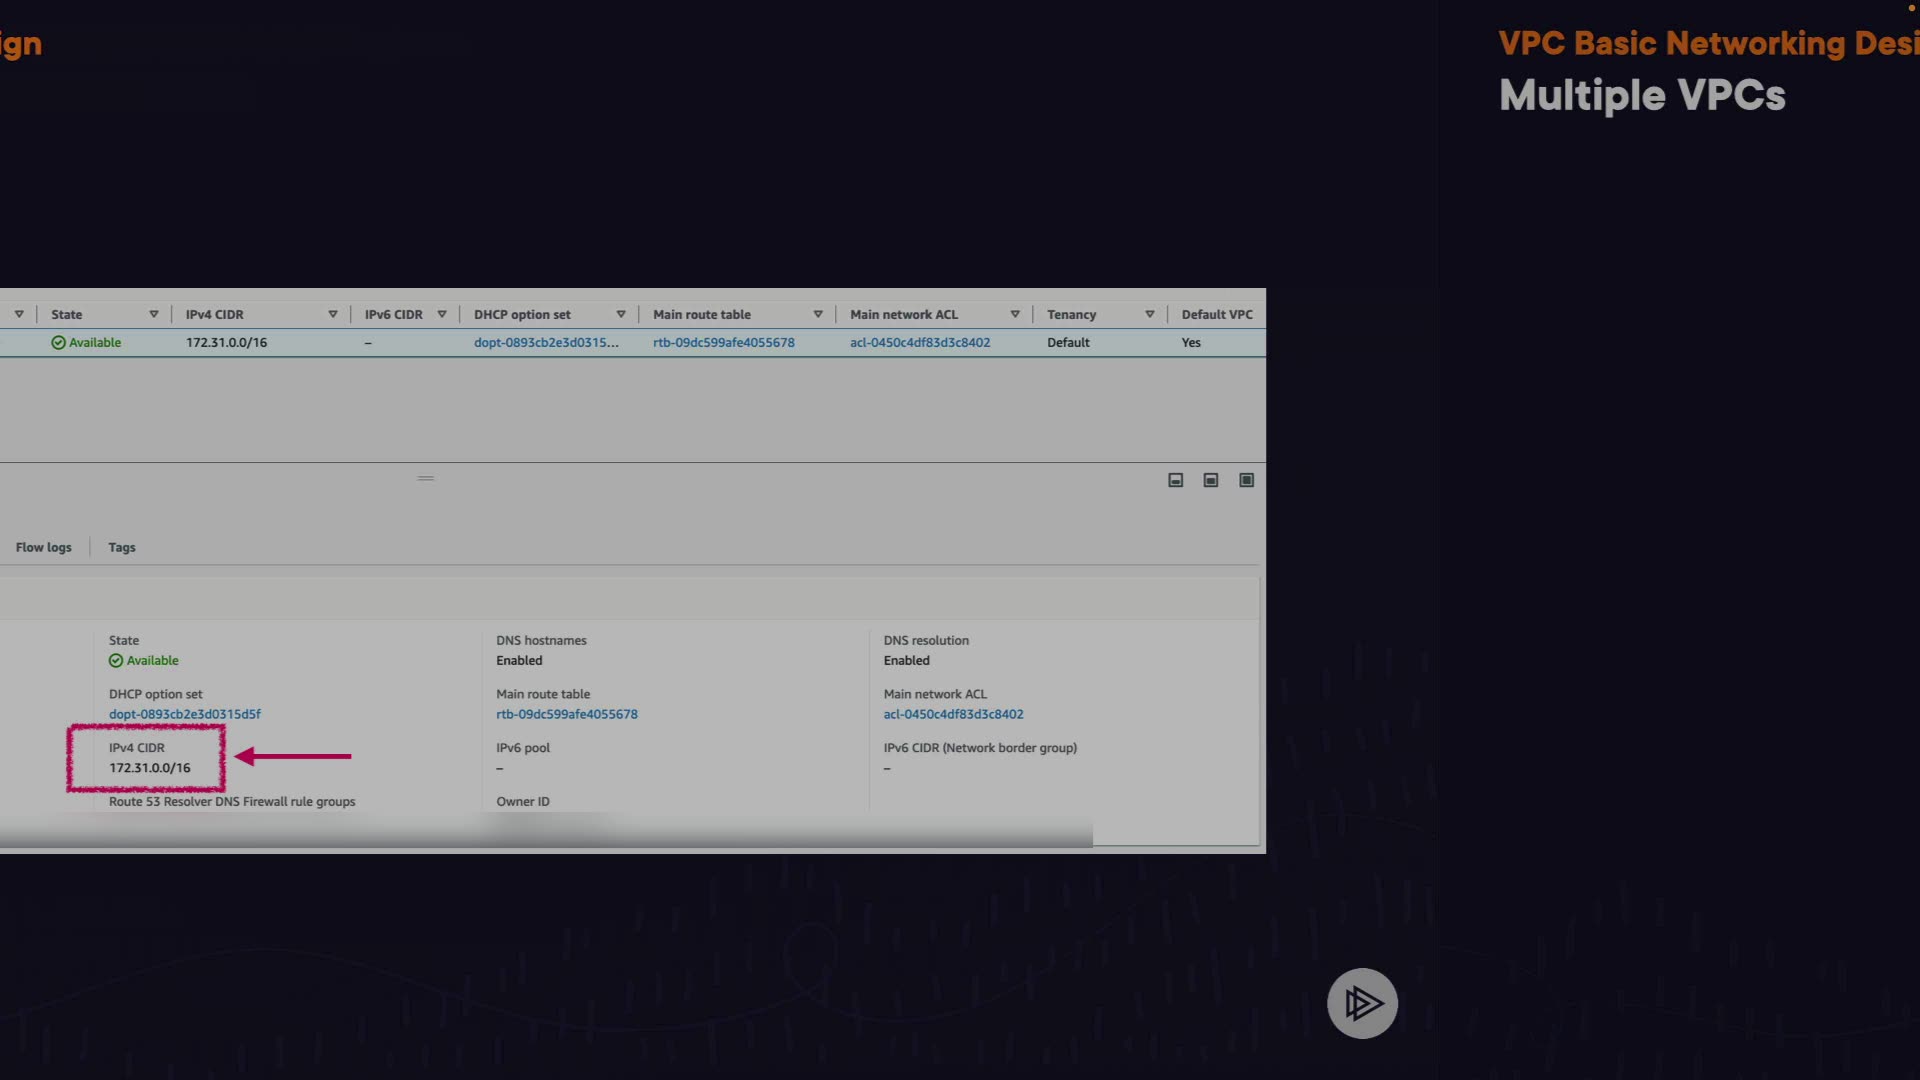 ign
VPC Basic Networking Desi
Multiple VPCs
State IPv4 CIDR IPv6 CIDR DHCP option set Main route table Main network ACL Tenancy Default VPC
Available 172.31.0.0/16 – dopt-0893cb2e3d0315... rtb-09dc599afe4055678 acl-0450c4df83d3c8402 Default Yes
Flow logs Tags
State DNS hostnames DNS resolution
Available Enabled Enabled
DHCP option set Main route table Main network ACL
dopt-0893cb2e3d0315d5f rtb-09dc599afe4055678 acl-0450c4df83d3c8402
IPv4 CIDR IPv6 pool IPv6 CIDR (Network border group)
172.31.0.0/16 – –
Route 53 Resolver DNS Firewall rule groups Owner ID